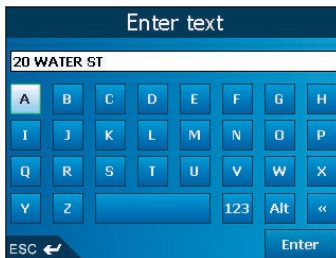 Enter text
20 WATER ST
A B C D E F G H
I J K L M N O P
Q R S T U V W X
Y Z 123 Alt «
ESC Enter